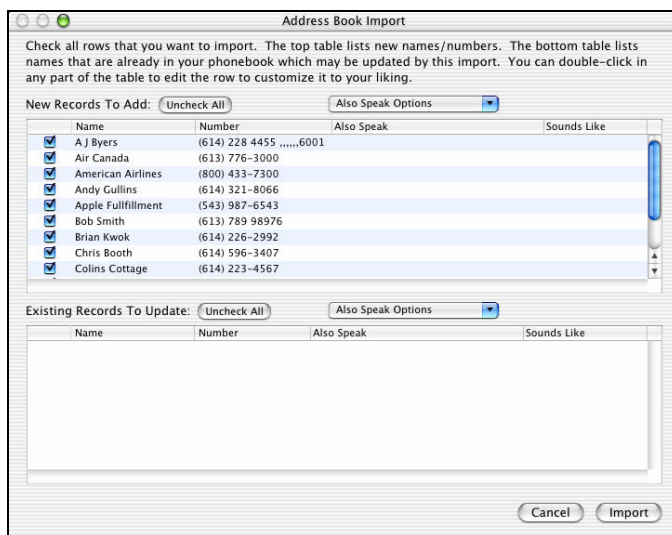 Address Book Import
Check all rows that you want to import. The top table lists new names/numbers. The bottom table lists
names that are already in your phonebook which may be updated by this import. You can double-click in
any part of the table to edit the row to customize it to your liking.
New Records To Add: Uncheck All Also Speak Options
Name Number Also Speak Sounds Like
A J Byers (614) 228 4455 ,,,,,,6001
Air Canada (613) 776-3000
American Airlines (800) 433-7300
Andy Gullins (614) 321-8066
Apple Fullfillment (543) 987-6543
Bob Smith (613) 789 98976
Brian Kwok (614) 226-2992
Chris Booth (614) 596-3407
Colins Cottage (614) 223-4567
Existing Records To Update: Uncheck All Also Speak Options
Name Number Also Speak Sounds Like
Cancel Import